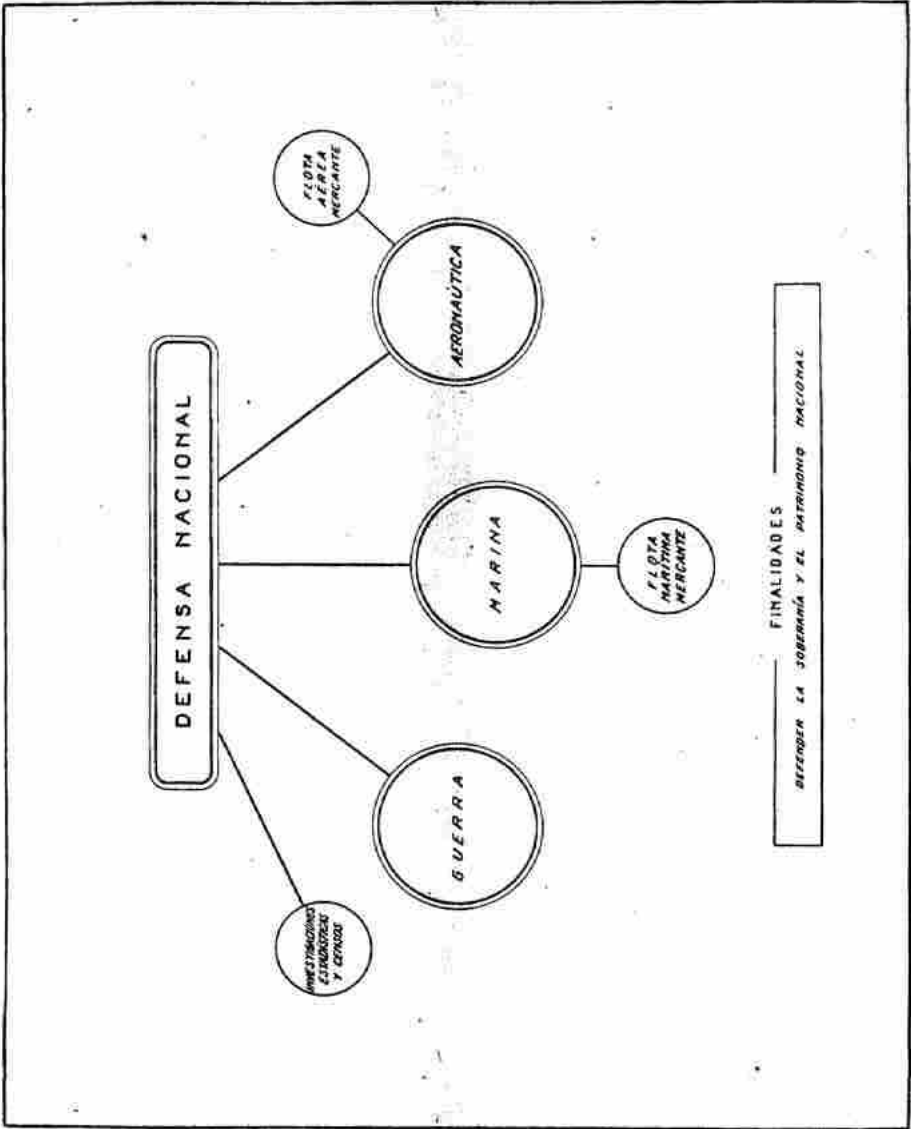 DEFENSA NACIONAL
INVESTIGACIONES
ESTADÍSTICAS
Y CENSOS
GUERRA
MARINA
AERONAÚTICA
FLOTA
AÉREA
MERCANTE
FLOTA
MARÍTIMA
MERCANTE
FINALIDADES
DEFENDER LA SOBERANÍA Y EL PATRIMONIO NACIONAL